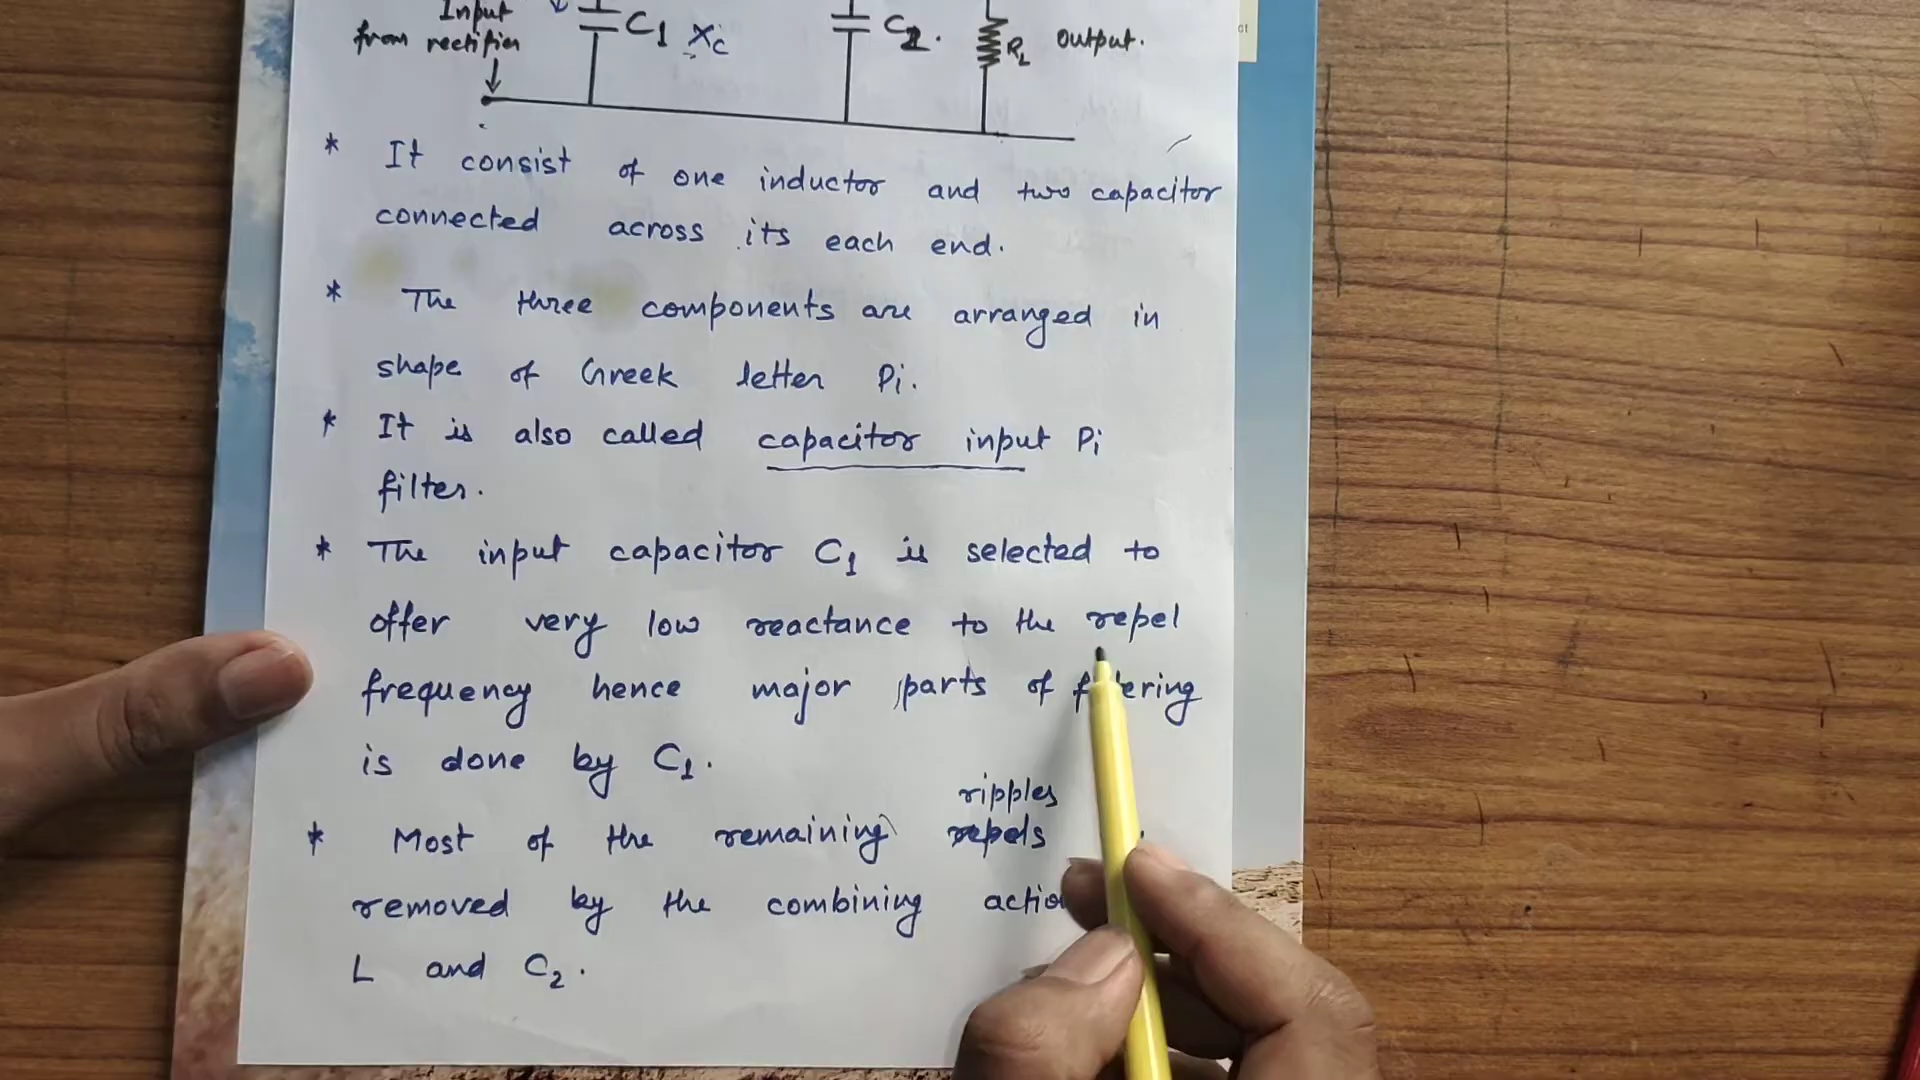 Input
from rectifier
C1 Xc
C2.
RL
output.
* It consist of one inductor and two capacitor
connected across its each end.
* The three components are arranged in
shape of Greek letter Pi.
* It is also called capacitor input Pi
filter.
* The input capacitor C1 is selected to
offer very low reactance to the repel
frequency hence major parts of
is done by C1.
ripples
* Most of the remaining repels
removed by the combining
L and C2.